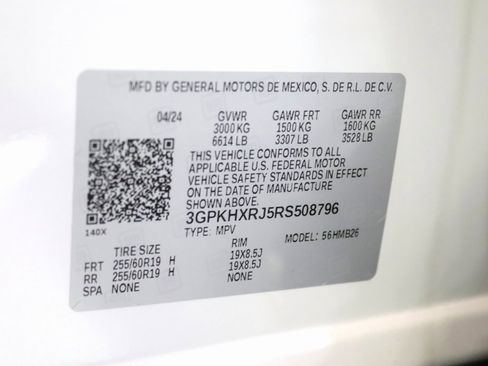 MFD BY GENERAL MOTORS DE MEXICO, S. DE R.L. DE C.V.
04/24 GVWR GAWR FRT GAWR RR
3000 KG 1500 KG 1600 KG
6614 LB 3307 LB 3528 LB
THIS VEHICLE CONFORMS TO ALL
APPLICABLE U.S. FEDERAL MOTOR
VEHICLE SAFETY STANDARDS IN EFFECT
ON THE DATE OF MANUFACTURE
SHOWN ABOVE.
3GPKHXRJ5RS508796
140X TYPE: MPV MODEL: 56HMB26
TIRE SIZE RIM
FRT 255/60R19 H 19X8.5J
RR 255/60R19 H 19X8.5J
SPA NONE NONE